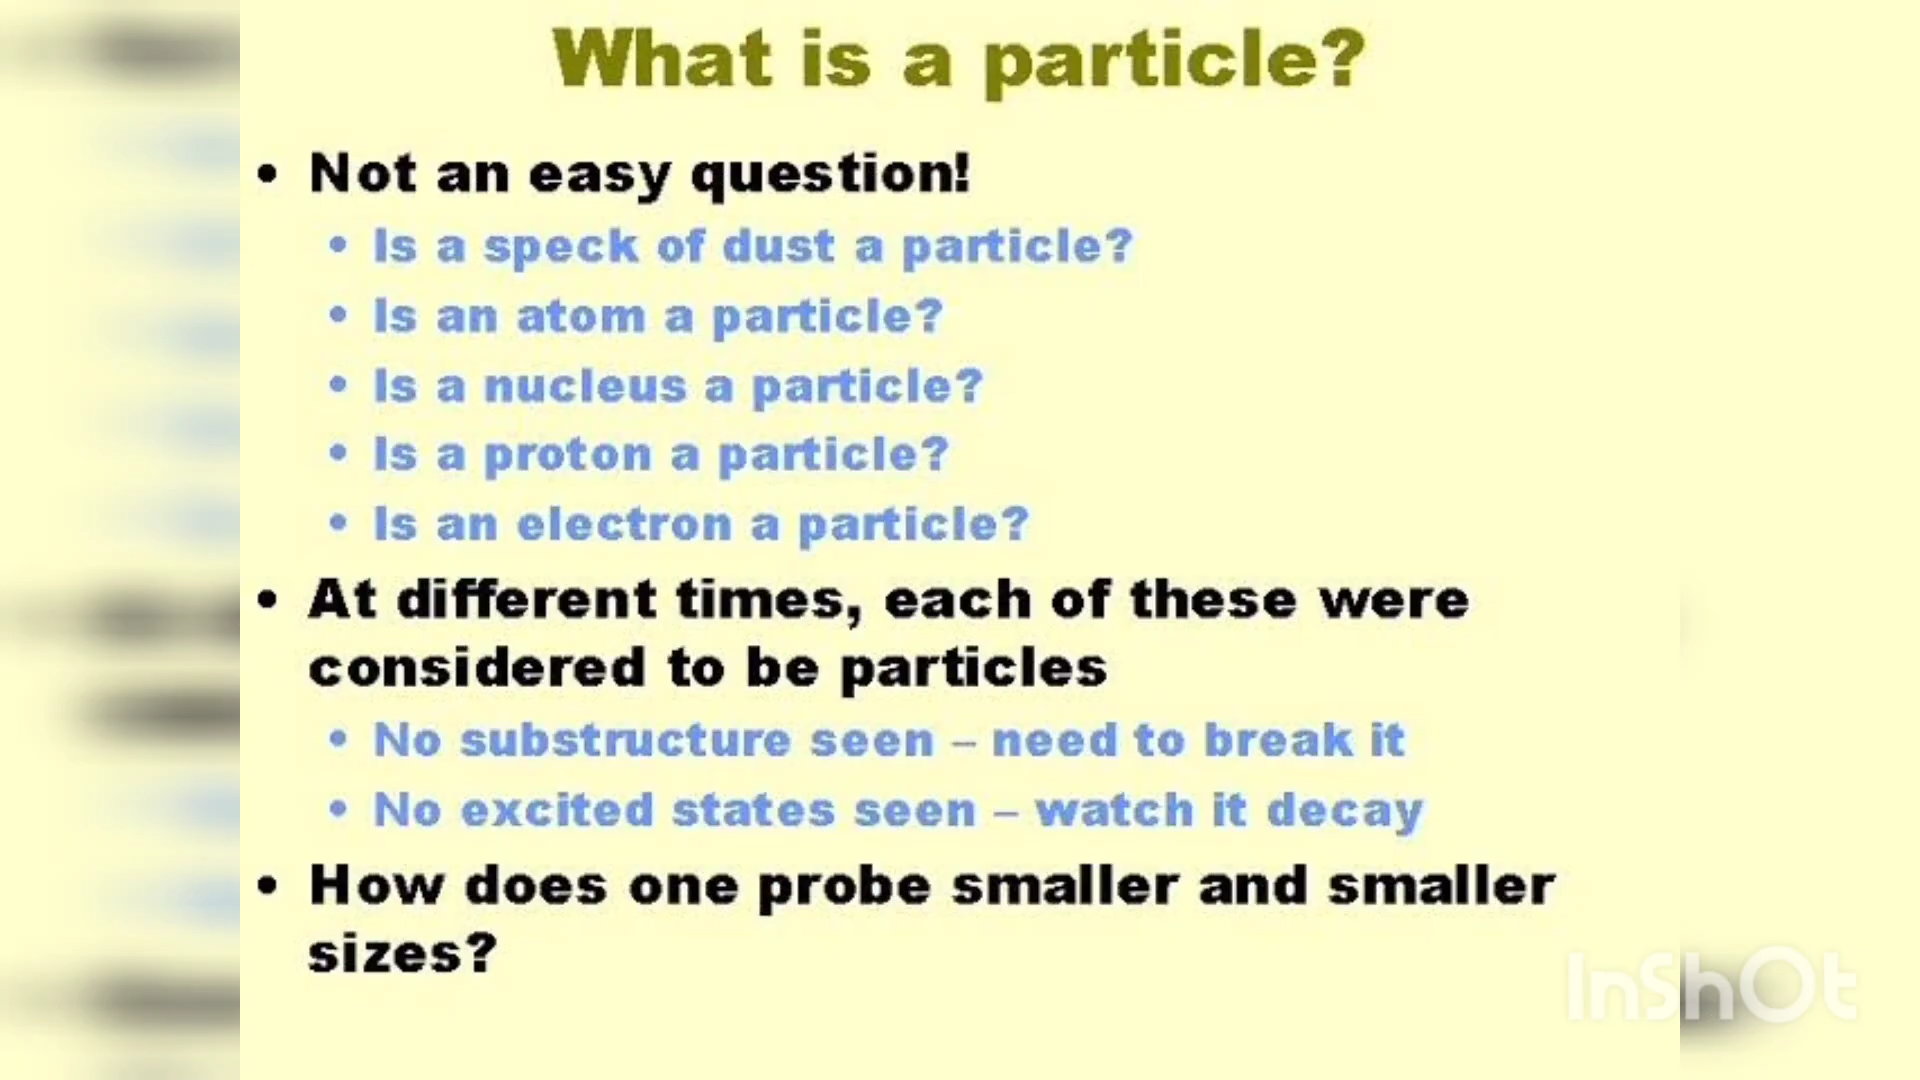 What is a particle?
• Not an easy question!
• Is a speck of dust a particle?
• Is an atom a particle?
• Is a nucleus a particle?
• Is a proton a particle?
• Is an electron a particle?
• At different times, each of these were
considered to be particles
• No substructure seen – need to break it
• No excited states seen – watch it decay
• How does one probe smaller and smaller
sizes?
InShOt